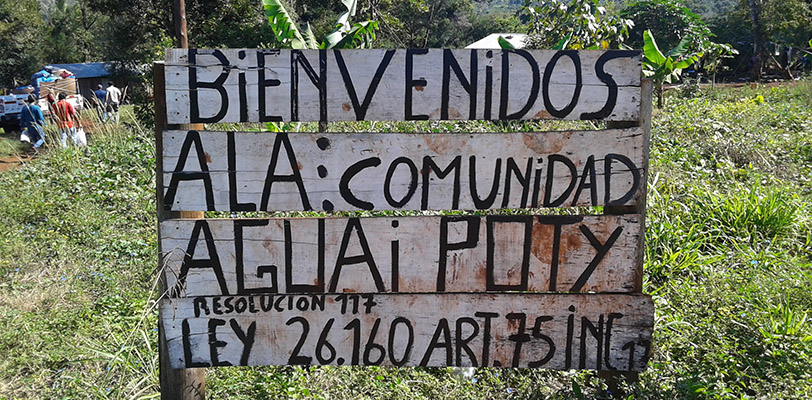 BiENVENiDOS
ALA: COMUNiDAD
AGUAi POTY
RESOLUCION 117
LEY 26.160 ART. 75 iNC 17